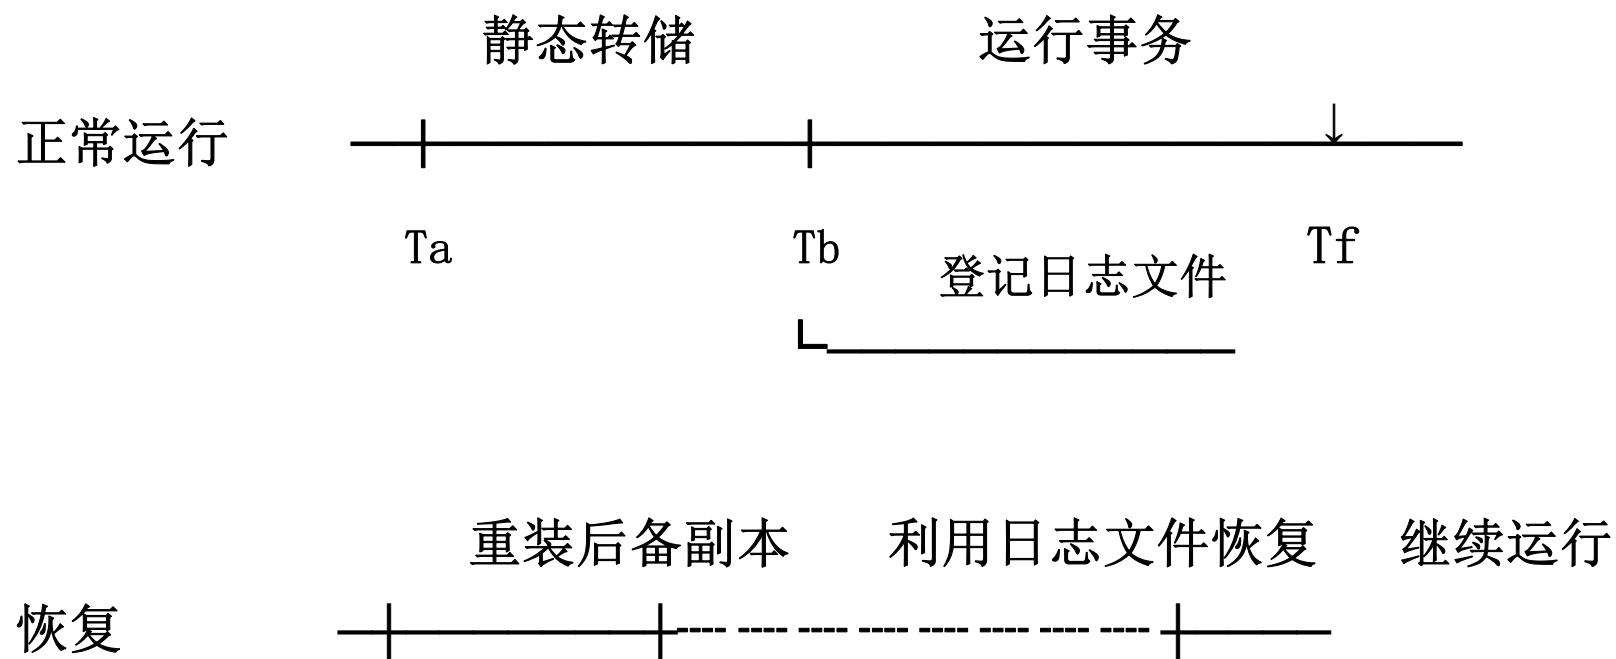 静态转储 运行事务
正常运行
Ta Tb Tf
登记日志文件
重装后备副本 利用日志文件恢复 继续运行
恢复